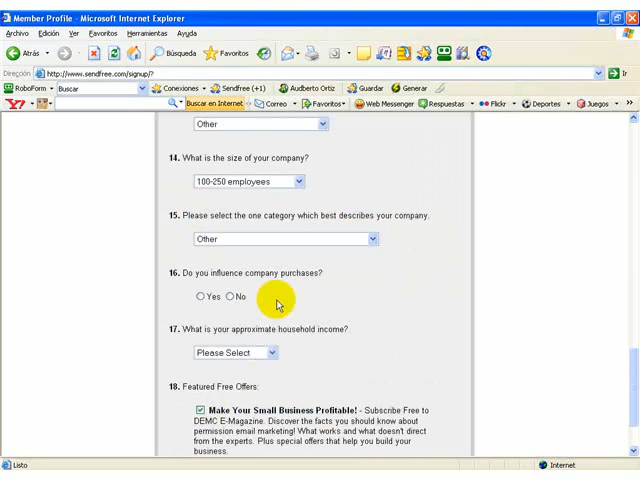 Member Profile - Microsoft Internet Explorer
Archivo Edición Ver Favoritos Herramientas Ayuda
Atrás Búsqueda Favoritos
Dirección http://www.sendfree.com/signup/? Ir
RoboForm Buscar Conexiones Sendfree (+1) Audberto Ortiz Guardar Generar
Y! Buscar en Internet Correo Favoritos Web Messenger Respuestas Flickr Deportes Juegos »
Other
14. What is the size of your company?
100-250 employees
15. Please select the one category which best describes your company.
Other
16. Do you influence company purchases?
Yes No
17. What is your approximate household income?
Please Select
18. Featured Free Offers:
Make Your Small Business Profitable! - Subscribe Free to
DEMC E-Magazine. Discover the facts you should know about
permission email marketing! What works and what doesn't direct
from the experts. Plus special offers that help you build your
business.
Listo Internet